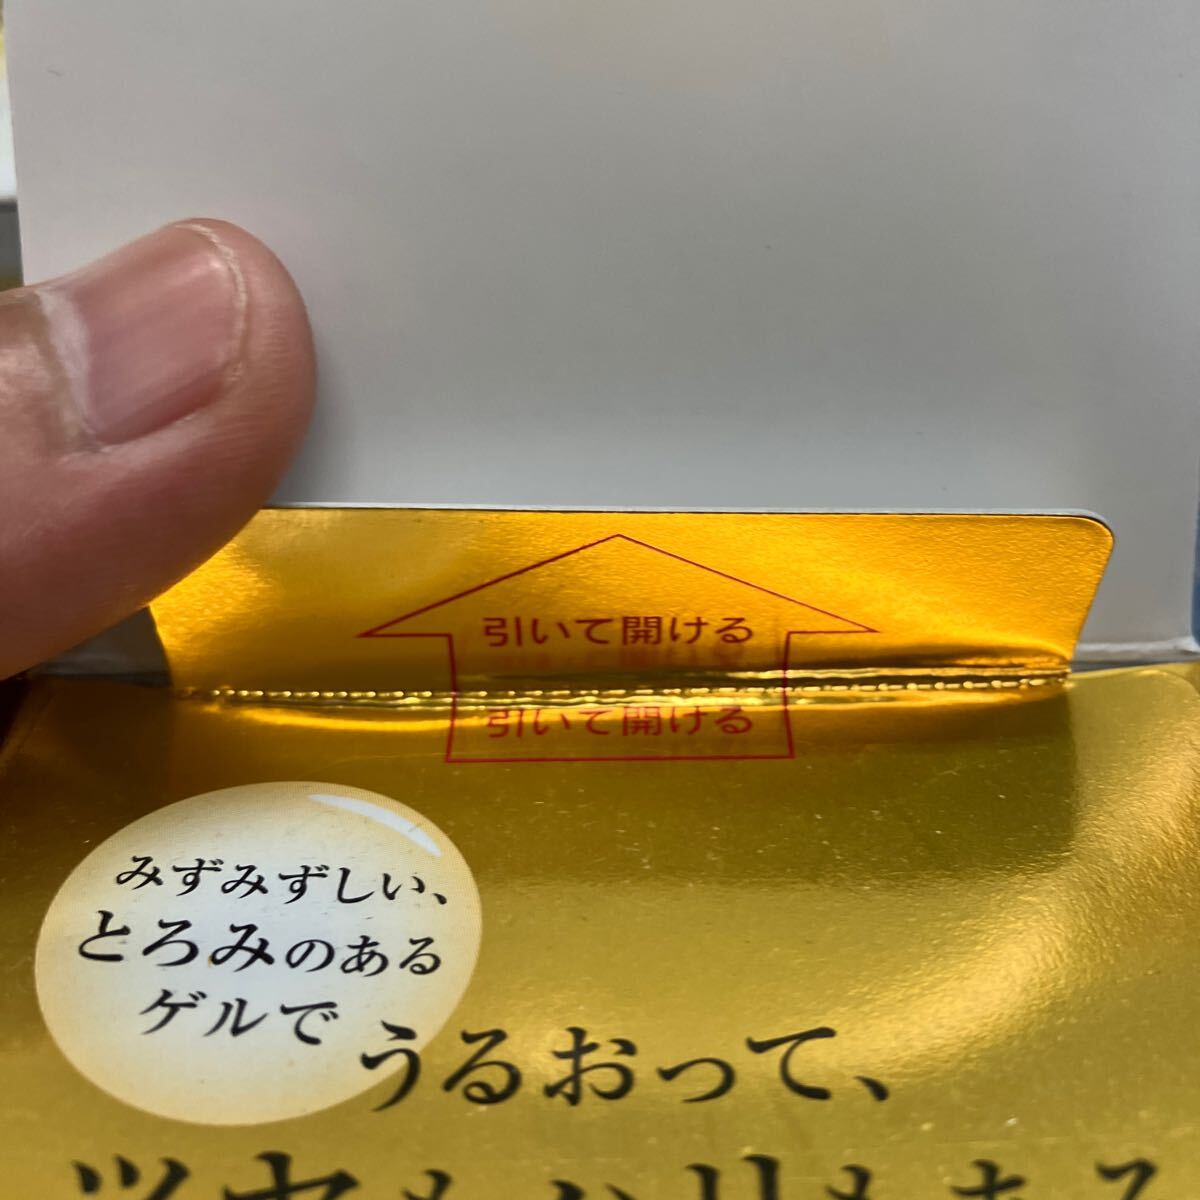 引いて開ける
引いて開ける
みずみずしい、
とろみのある
ゲルで
うるおって、